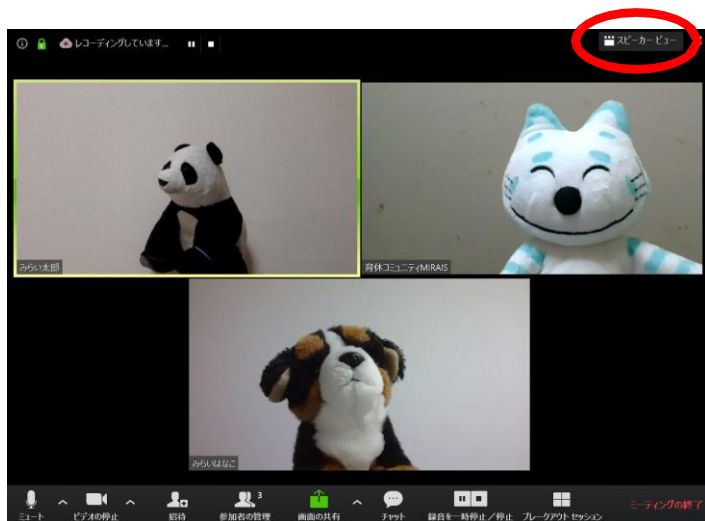 レコーディングしています...
スピーカー ビュー
みらい太郎
育休コミュニティMIRAIS
みらいはなこ
3
ミュート
ビデオの停止
招待
参加者の管理
画面の共有
チャット
録音を一時停止/停止
ブレークアウト セッション
ミーティングの終了